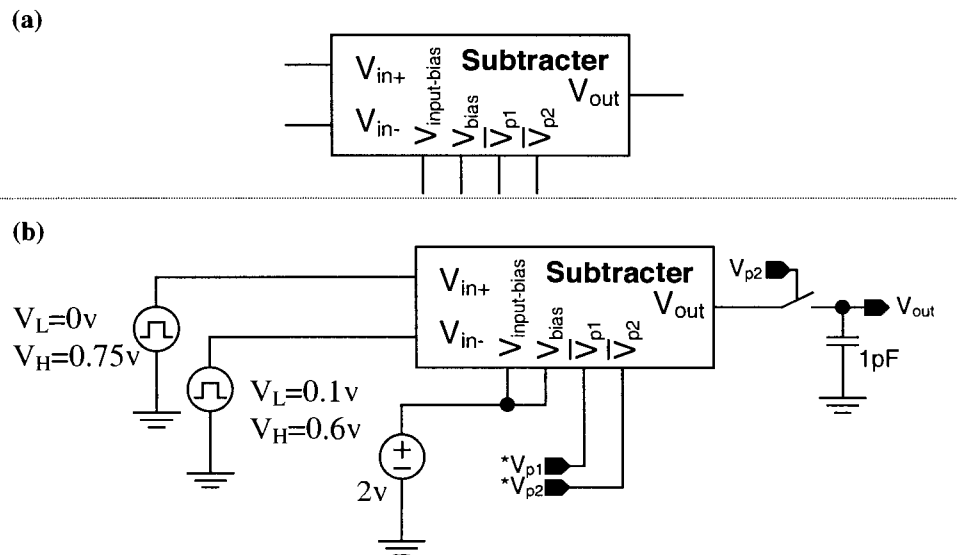 (a)
Subtracter
Vin+
Vin-
Vinput-bias
Vbias
Vp1
Vp2
Vout
(b)
Subtracter
Vin+
Vin-
Vinput-bias
Vbias
Vp1
Vp2
Vout
Vp2
Vout
1pF
VL=0v
VH=0.75v
VL=0.1v
VH=0.6v
+
−
2v
*Vp1
*Vp2